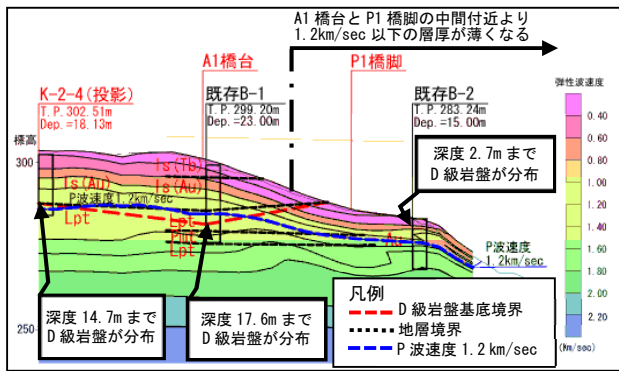 A1橋台とP1橋脚の中間付近より
1.2km/sec 以下の層厚が薄くなる
A1橋台
P1橋脚
弾性波速度
K-2-4(投影)
T.P. 302.51m
Dep.=18.13m
既存B-1
T.P. 299.20m
Dep.=23.00m
既存B-2
T.P. 283.24m
Dep.=15.00m
標高
300
250
深度 2.7m まで
D 級岩盤が分布
Is(Tb)
Is(Au)
Is(Au)
P波速度1.2km/sec
Lpt
Lpt
P波速度
1.2km/sec
深度 14.7m まで
D 級岩盤が分布
深度 17.6m まで
D 級岩盤が分布
凡例
D 級岩盤基底境界
地層境界
P 波速度 1.2 km/sec
0.40
0.60
0.80
1.00
1.20
1.40
1.60
1.80
2.00
2.20
(Km/sec)